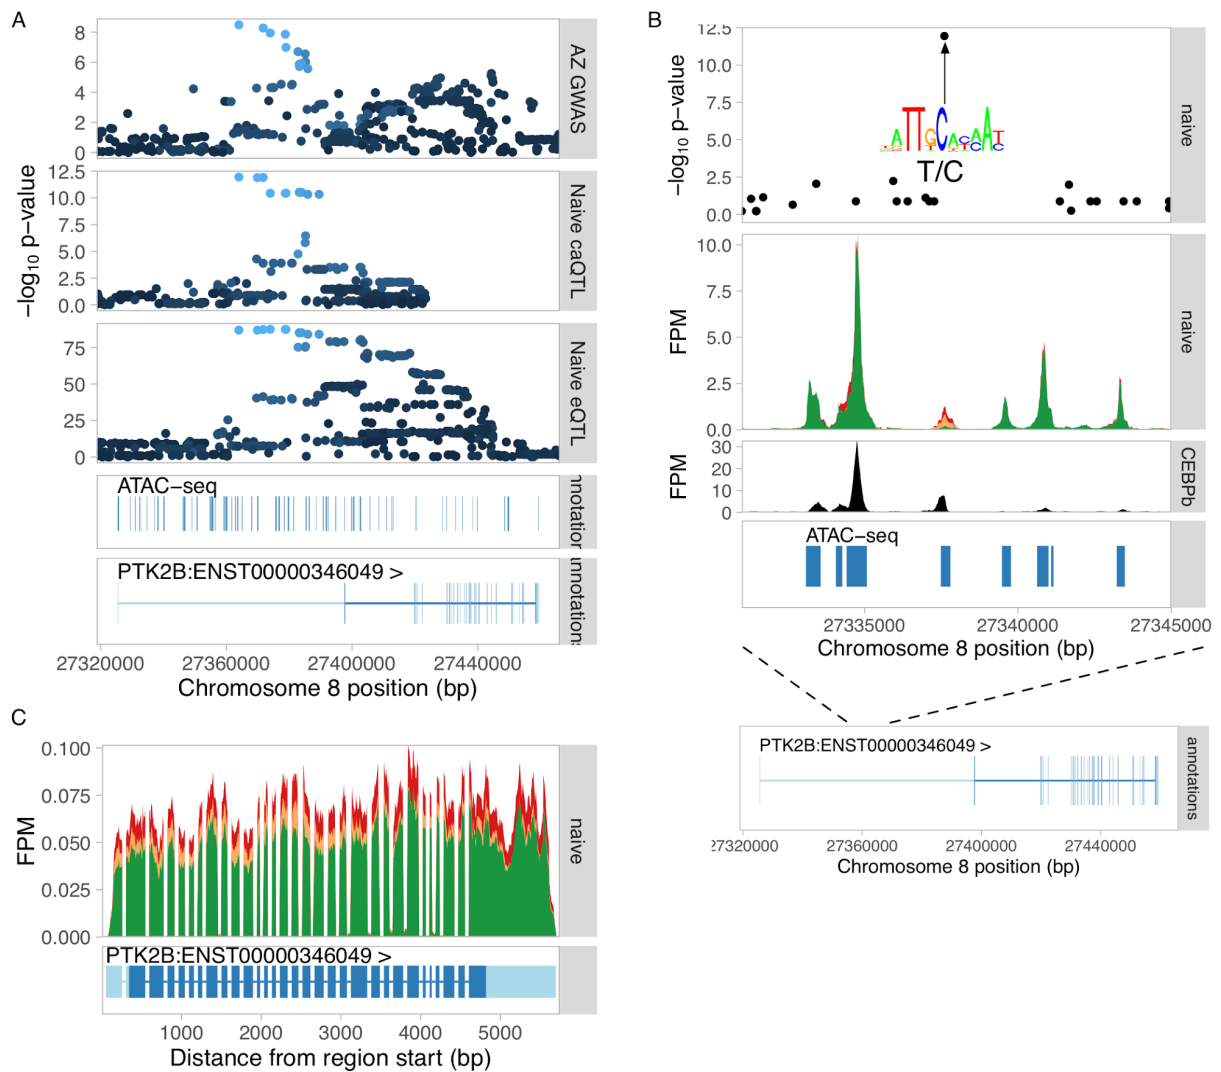 A
8
6
4
2
0
AZ GWAS
12.5
10.0
7.5
5.0
2.5
0.0
Naive caQTL
−log10 p−value
75
50
25
0
Naive eQTL
ATAC−seq
PTK2B:ENST00000346049 >
27320000 27360000 27400000 27440000
Chromosome 8 position (bp)
B
12.5
10.0
7.5
5.0
2.5
0.0
−log10 p−value
T/C
naive
10.0
7.5
5.0
2.5
0.0
FPM
naive
30
20
10
0
FPM
CEBPb
ATAC−seq
27335000 27340000 27345000
Chromosome 8 position (bp)
PTK2B:ENST00000346049 >
annotations
27320000 27360000 27400000 27440000
Chromosome 8 position (bp)
C
0.100
0.075
0.050
0.025
0.000
FPM
naive
PTK2B:ENST00000346049 >
1000 2000 3000 4000 5000
Distance from region start (bp)